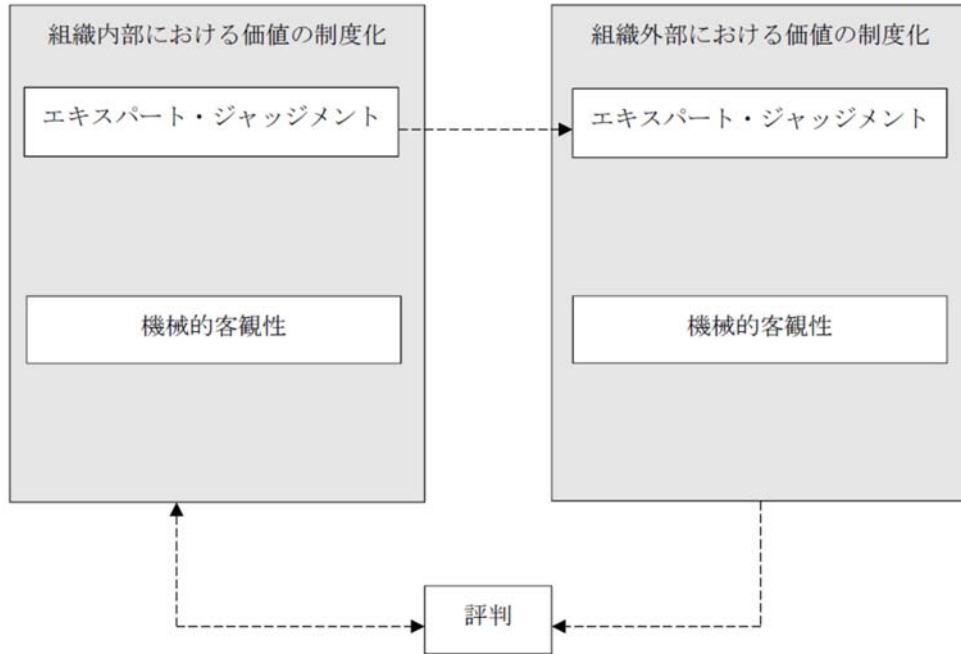 組織内部における価値の制度化
エキスパート・ジャッジメント
機械的客観性
組織外部における価値の制度化
エキスパート・ジャッジメント
機械的客観性
評判